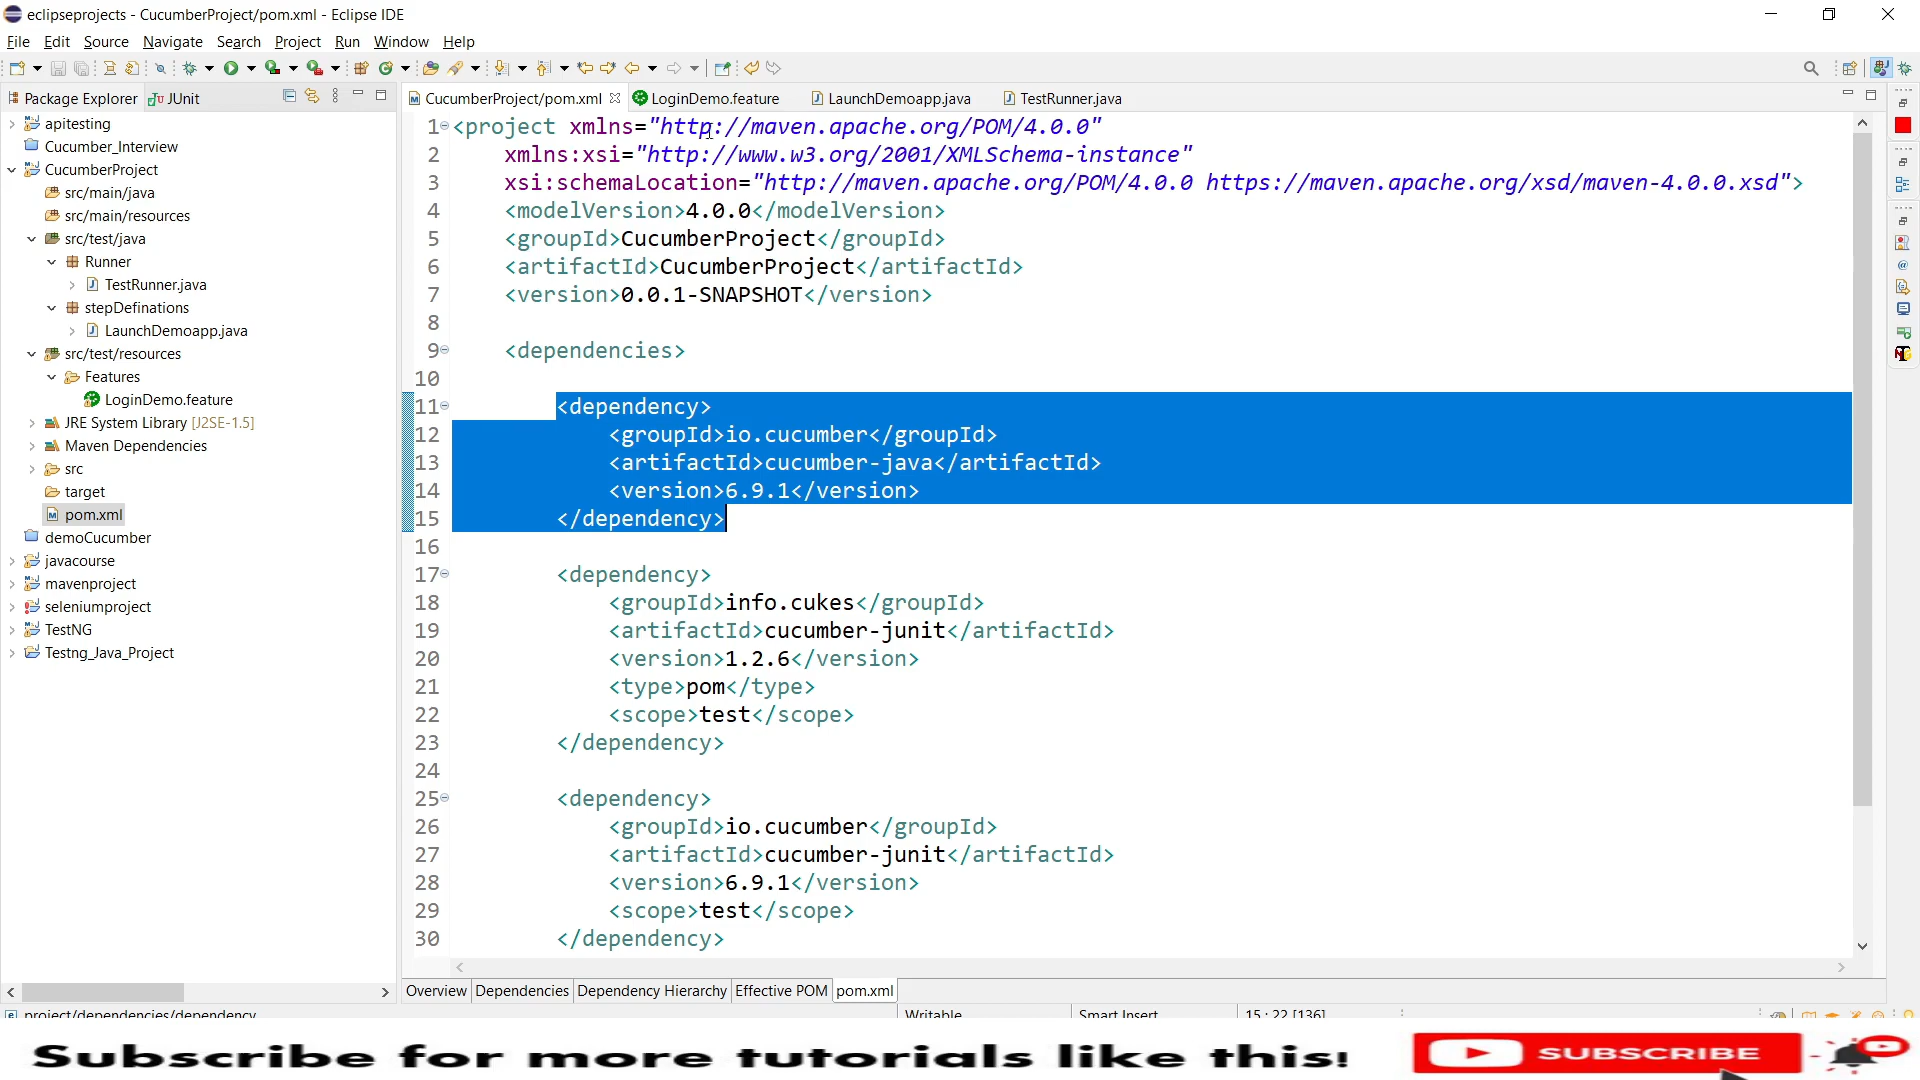 eclipseprojects - CucumberProject/pom.xml - Eclipse IDE
File Edit Source Navigate Search Project Run Window Help
Package Explorer JUnit
CucumberProject/pom.xml LoginDemo.feature LaunchDemoapp.java TestRunner.java
apitesting
Cucumber_Interview
CucumberProject
src/main/java
src/main/resources
src/test/java
Runner
TestRunner.java
stepDefinations
LaunchDemoapp.java
src/test/resources
Features
LoginDemo.feature
JRE System Library [J2SE-1.5]
Maven Dependencies
src
target
pom.xml
demoCucumber
javacourse
mavenproject
seleniumproject
TestNG
Testng_Java_Project
1 <project xmlns="http://maven.apache.org/POM/4.0.0"
2 xmlns:xsi="http://www.w3.org/2001/XMLSchema-instance"
3 xsi:schemaLocation="http://maven.apache.org/POM/4.0.0 https://maven.apache.org/xsd/maven-4.0.0.xsd">
4 <modelVersion>4.0.0</modelVersion>
5 <groupId>CucumberProject</groupId>
6 <artifactId>CucumberProject</artifactId>
7 <version>0.0.1-SNAPSHOT</version>
8
9 <dependencies>
10
11 <dependency>
12 <groupId>io.cucumber</groupId>
13 <artifactId>cucumber-java</artifactId>
14 <version>6.9.1</version>
15 </dependency>
16
17 <dependency>
18 <groupId>info.cukes</groupId>
19 <artifactId>cucumber-junit</artifactId>
20 <version>1.2.6</version>
21 <type>pom</type>
22 <scope>test</scope>
23 </dependency>
24
25 <dependency>
26 <groupId>io.cucumber</groupId>
27 <artifactId>cucumber-junit</artifactId>
28 <version>6.9.1</version>
29 <scope>test</scope>
30 </dependency>
Overview Dependencies Dependency Hierarchy Effective POM pom.xml
project/dependencies/dependency Writable Smart Insert 15 : 22 [136]
Subscribe for more tutorials like this! SUBSCRIBE